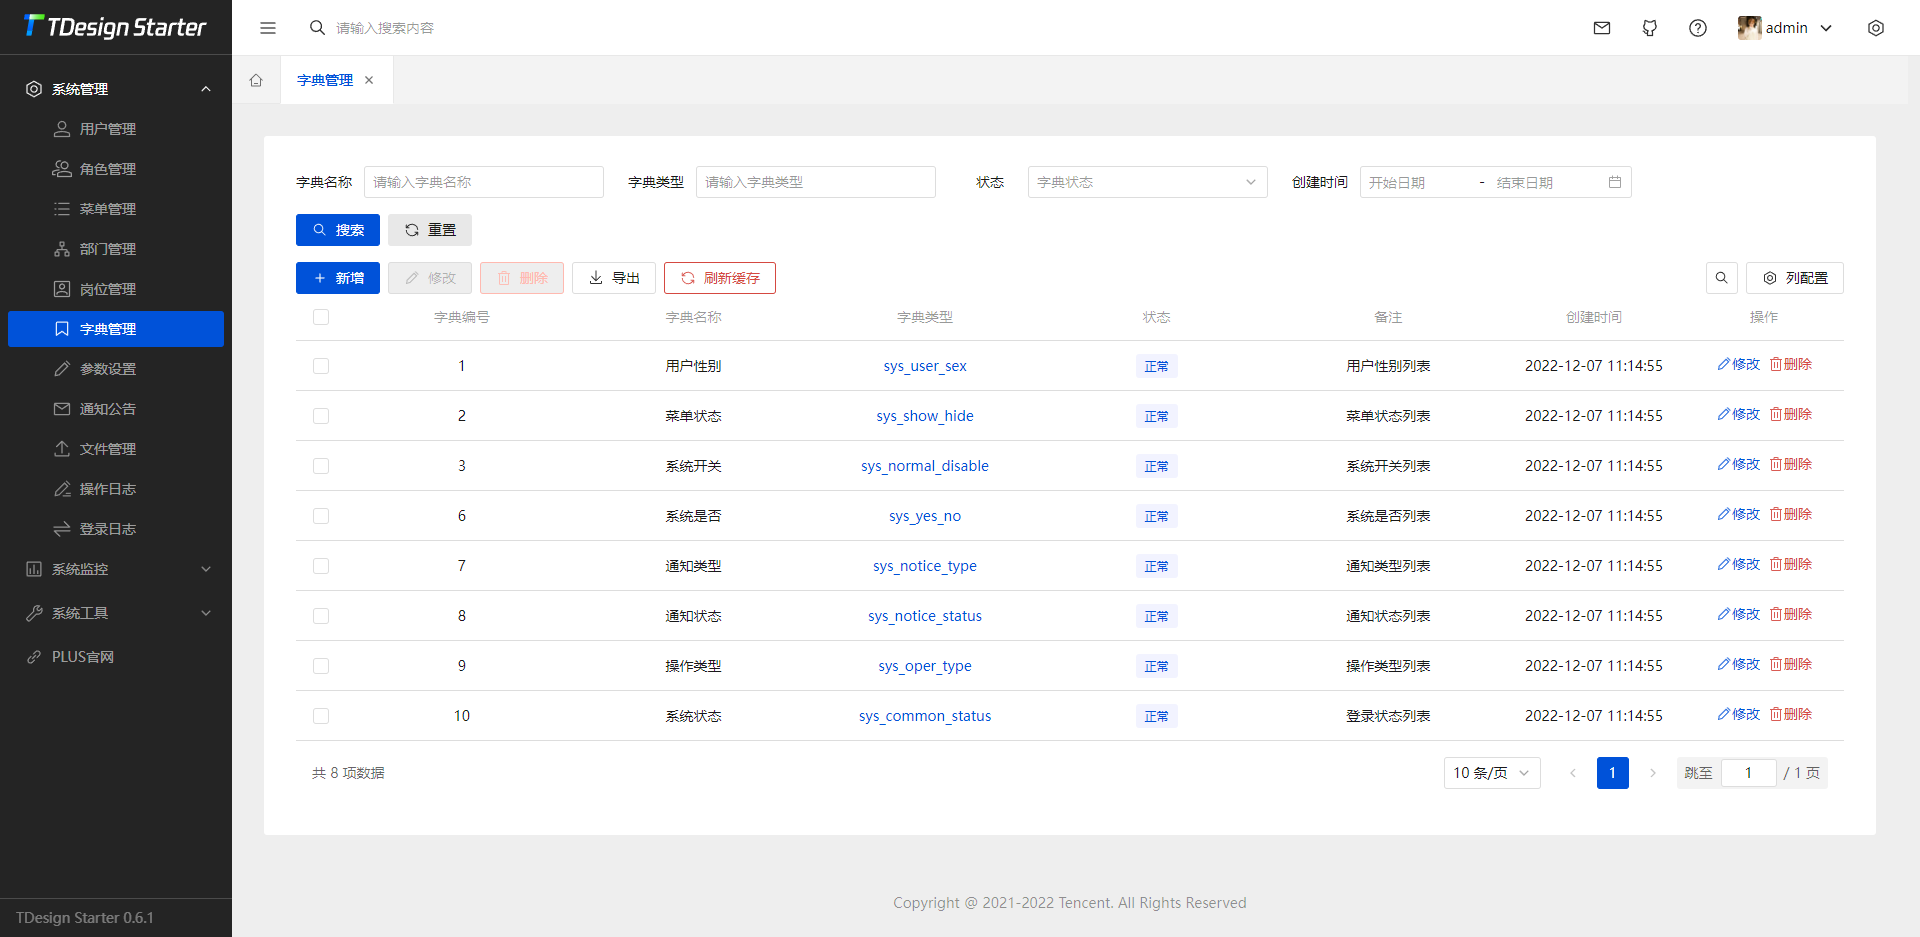 TDesign Starter
请输入搜索内容
admin
系统管理
用户管理
角色管理
菜单管理
部门管理
岗位管理
字典管理
参数设置
通知公告
文件管理
操作日志
登录日志
系统监控
系统工具
PLUS官网
TDesign Starter 0.6.1
字典管理
字典名称 请输入字典名称 字典类型 请输入字典类型 状态 字典状态 创建时间 开始日期 - 结束日期
搜索 重置
新增 修改 删除 导出 刷新缓存 列配置
字典编号 字典名称 字典类型 状态 备注 创建时间 操作
1 用户性别 sys_user_sex 正常 用户性别列表 2022-12-07 11:14:55 修改 删除
2 菜单状态 sys_show_hide 正常 菜单状态列表 2022-12-07 11:14:55 修改 删除
3 系统开关 sys_normal_disable 正常 系统开关列表 2022-12-07 11:14:55 修改 删除
6 系统是否 sys_yes_no 正常 系统是否列表 2022-12-07 11:14:55 修改 删除
7 通知类型 sys_notice_type 正常 通知类型列表 2022-12-07 11:14:55 修改 删除
8 通知状态 sys_notice_status 正常 通知状态列表 2022-12-07 11:14:55 修改 删除
9 操作类型 sys_oper_type 正常 操作类型列表 2022-12-07 11:14:55 修改 删除
10 系统状态 sys_common_status 正常 登录状态列表 2022-12-07 11:14:55 修改 删除
共 8 项数据 10 条/页 1 跳至 1 / 1 页
Copyright @ 2021-2022 Tencent. All Rights Reserved